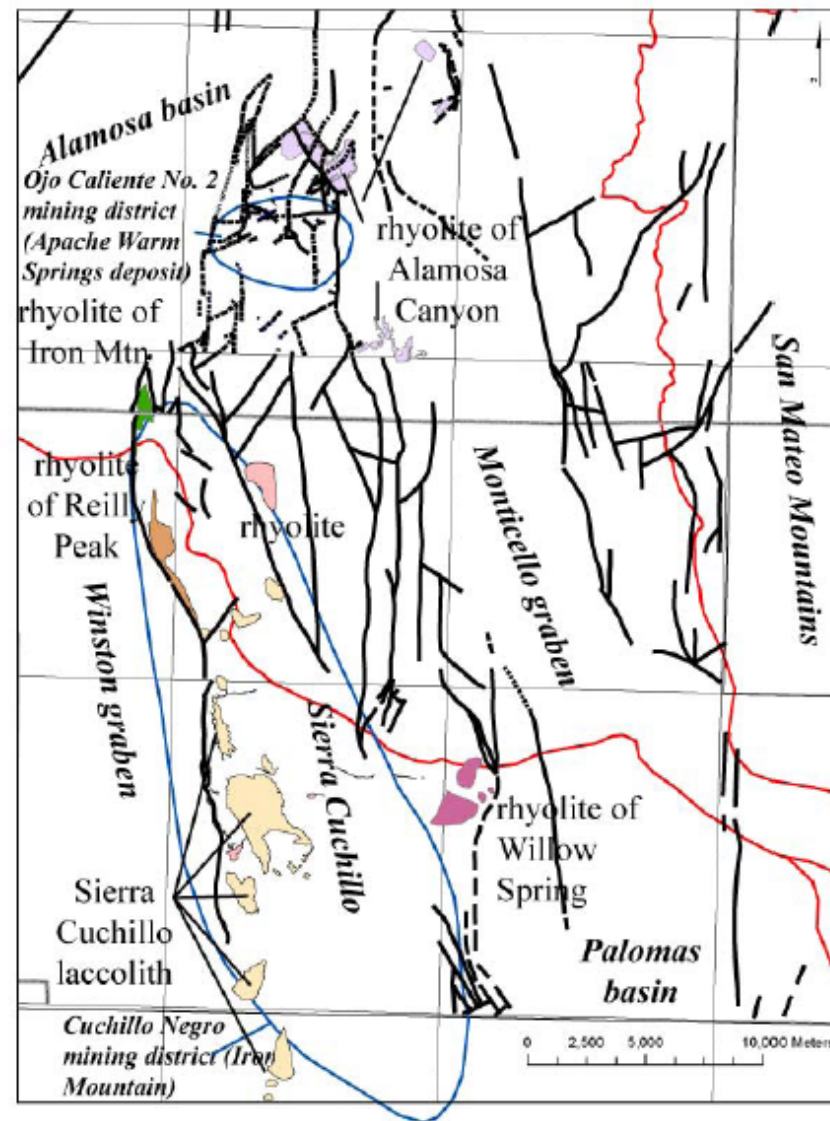 Alamosa basin
Ojo Caliente No. 2
mining district
(Apache Warm
Springs deposit)
rhyolite of
Alamosa
Canyon
rhyolite of
Iron Mtn
San Mateo Mountains
rhyolite
of Reilly
Peak
rhyolite
Monticello graben
Winston graben
Sierra Cuchillo
rhyolite of
Willow
Spring
Sierra
Cuchillo
laccolith
Palomas
basin
Cuchillo Negro
mining district (Iron
Mountain)
0 2,500 5,000 10,000 Meters